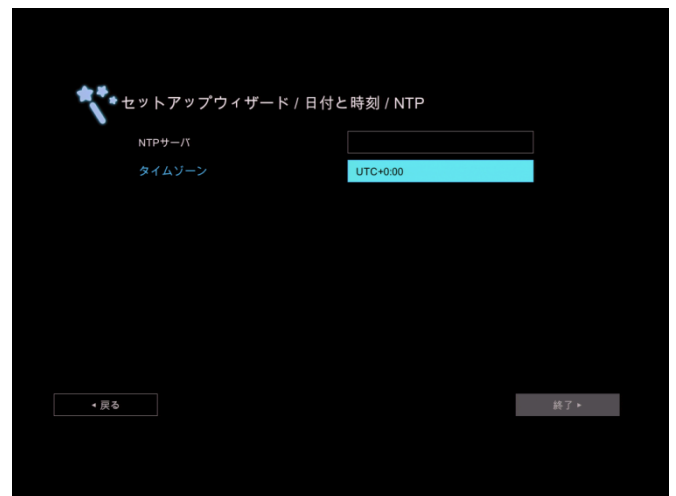 セットアップウィザード / 日付と時刻 / NTP
NTPサーバ
タイムゾーン UTC+0:00
◂ 戻る 終了 ▸